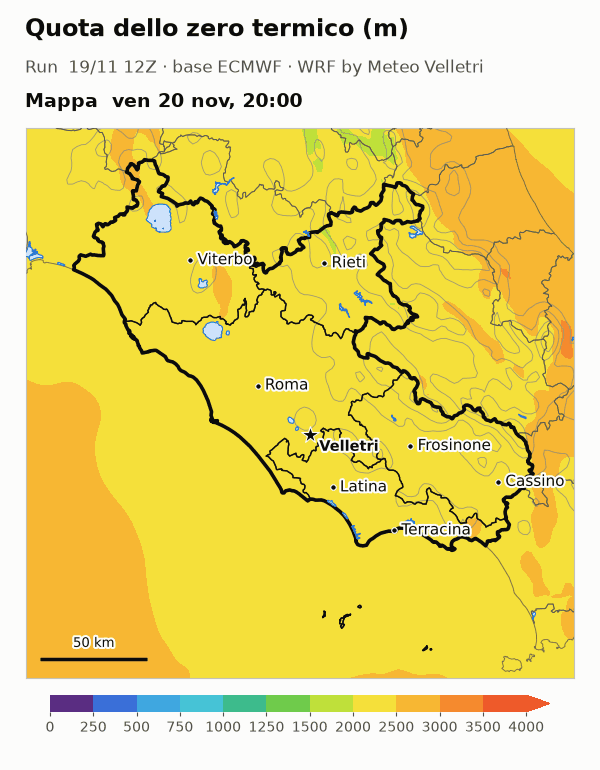 Quota dello zero termico (m)
Run  19/11 12Z · base ECMWF · WRF by Meteo Velletri
Mappa  ven 20 nov, 20:00
Viterbo
Rieti
Roma
Velletri
Frosinone
Cassino
Latina
Terracina
50 km
0 250 500 750 1000 1250 1500 2000 2500 3000 3500 4000